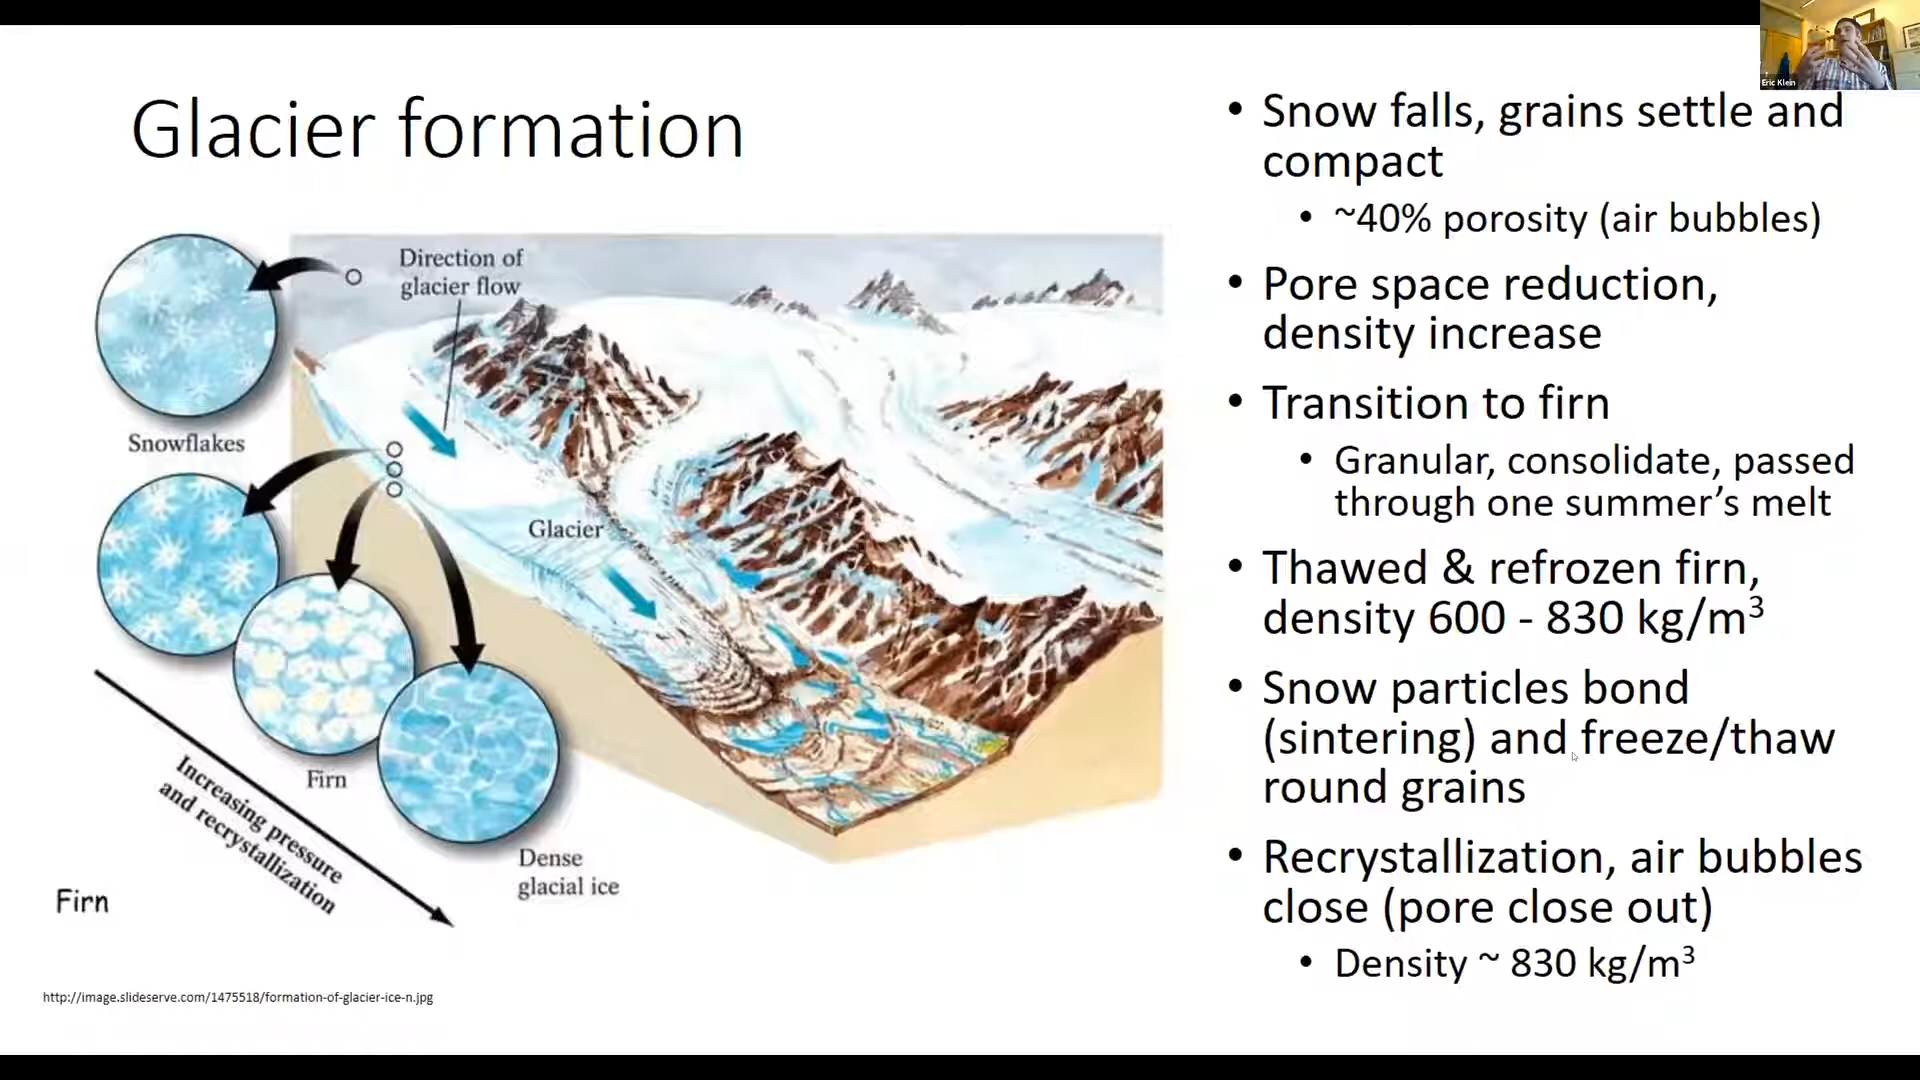 Eric Klein
Glacier formation
Direction of
glacier flow
Snowflakes
Glacier
Firn
Increasing pressure
and recrystallization
Dense
glacial ice
Firn
http://image.slideserve.com/1475518/formation-of-glacier-ice-n.jpg
• Snow falls, grains settle and
compact
• ~40% porosity (air bubbles)
• Pore space reduction,
density increase
• Transition to firn
• Granular, consolidate, passed
through one summer’s melt
• Thawed & refrozen firn,
density 600 - 830 kg/m³
• Snow particles bond
(sintering) and freeze/thaw
round grains
• Recrystallization, air bubbles
close (pore close out)
• Density ~ 830 kg/m³